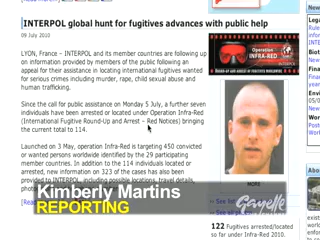 INTERPOL global hunt for fugitives advances with public help
09 July 2010
LYON, France – INTERPOL and its member countries are following up
on information provided by members of the public following an
appeal for their assistance in locating international fugitives wanted
for serious crimes including murder, rape, child sexual abuse and
human trafficking.
Since the call for public assistance on Monday 5 July, a further seven
individuals have been arrested or located under Operation Infra-Red
(International Fugitive Round-Up and Arrest – Red Notices) bringing
the current total to 114.
Launched on 3 May, operation Infra-Red is targeting 450 convicted
or wanted persons worldwide identified by the 29 participating
member countries. In addition to the 114 individuals located or
arrested, new information on 323 of the cases has also been
provided to INTERPOL, including possible locations, travel details,
Operation
INFRA-RED
More
122 Fugitives arrested/located
so far under Infra-Red 2010.
Kimberly Martins
REPORTING
Gazette